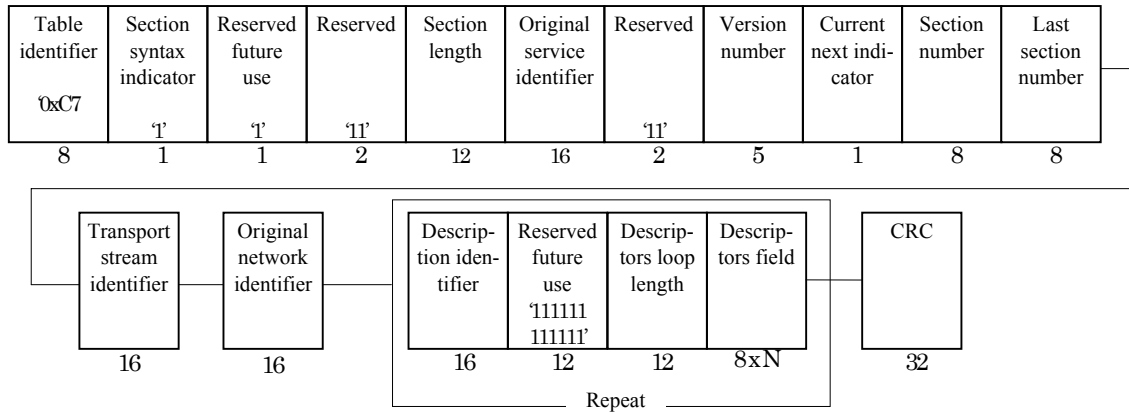 Table
identifier
‘0xC7
8
Section
syntax
indicator
‘1’
1
Reserved
future
use
‘1’
1
Reserved
‘11’
2
Section
length
12
Original
service
identifier
16
Reserved
‘11’
2
Version
number
5
Current
next indi-
cator
1
Section
number
8
Last
section
number
8
Transport
stream
identifier
16
Original
network
identifier
16
Descrip-
tion iden-
tifier
16
Reserved
future
use
‘111111
111111’
12
Descrip-
tors loop
length
12
Descrip-
tors field
8xN
Repeat
CRC
32